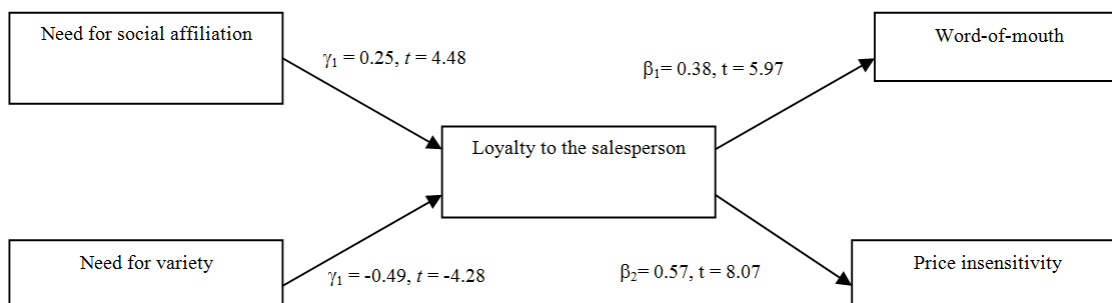 Need for social affiliation
Word-of-mouth
γ₁ = 0.25, t = 4.48
β₁= 0.38, t = 5.97
Loyalty to the salesperson
Need for variety
γ₁ = -0.49, t = -4.28
β₂= 0.57, t = 8.07
Price insensitivity